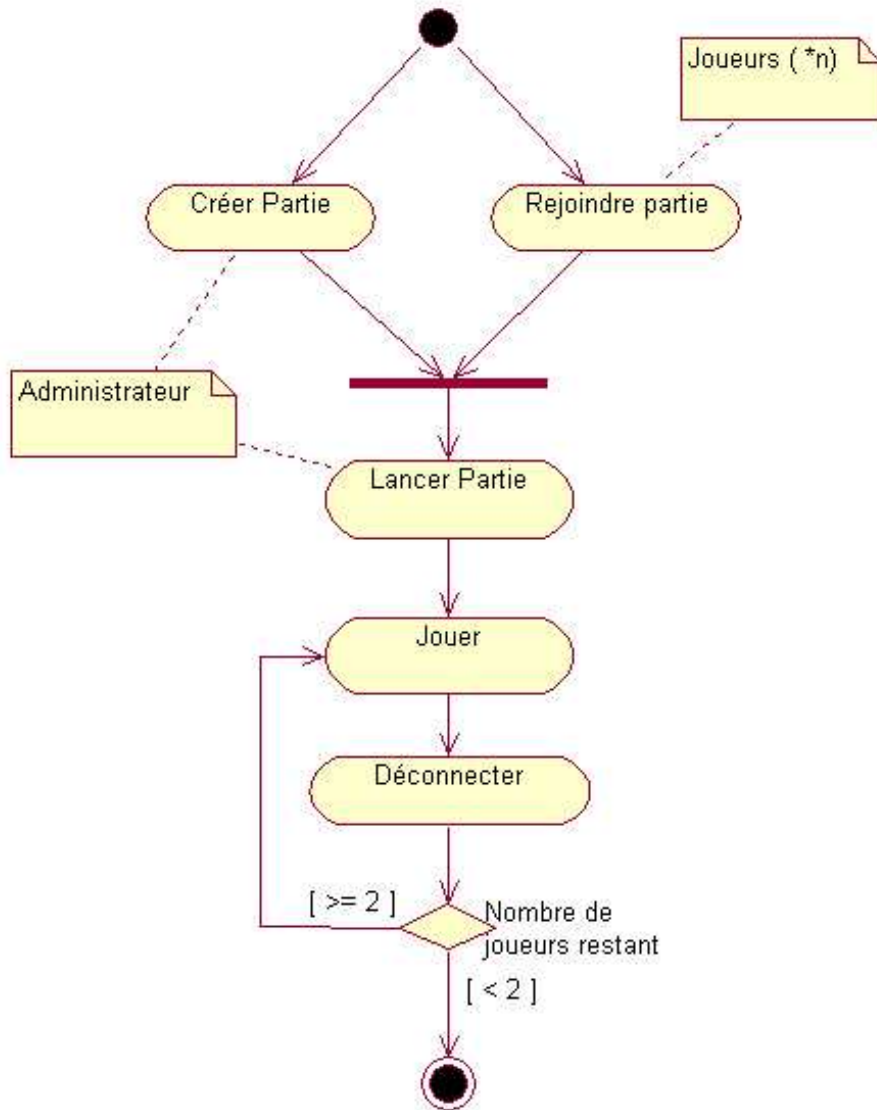 Joueurs ( *n)
Créer Partie
Rejoindre partie
Administrateur
Lancer Partie
Jouer
Déconnecter
[ >= 2 ]
Nombre de
joueurs restant
[ < 2 ]